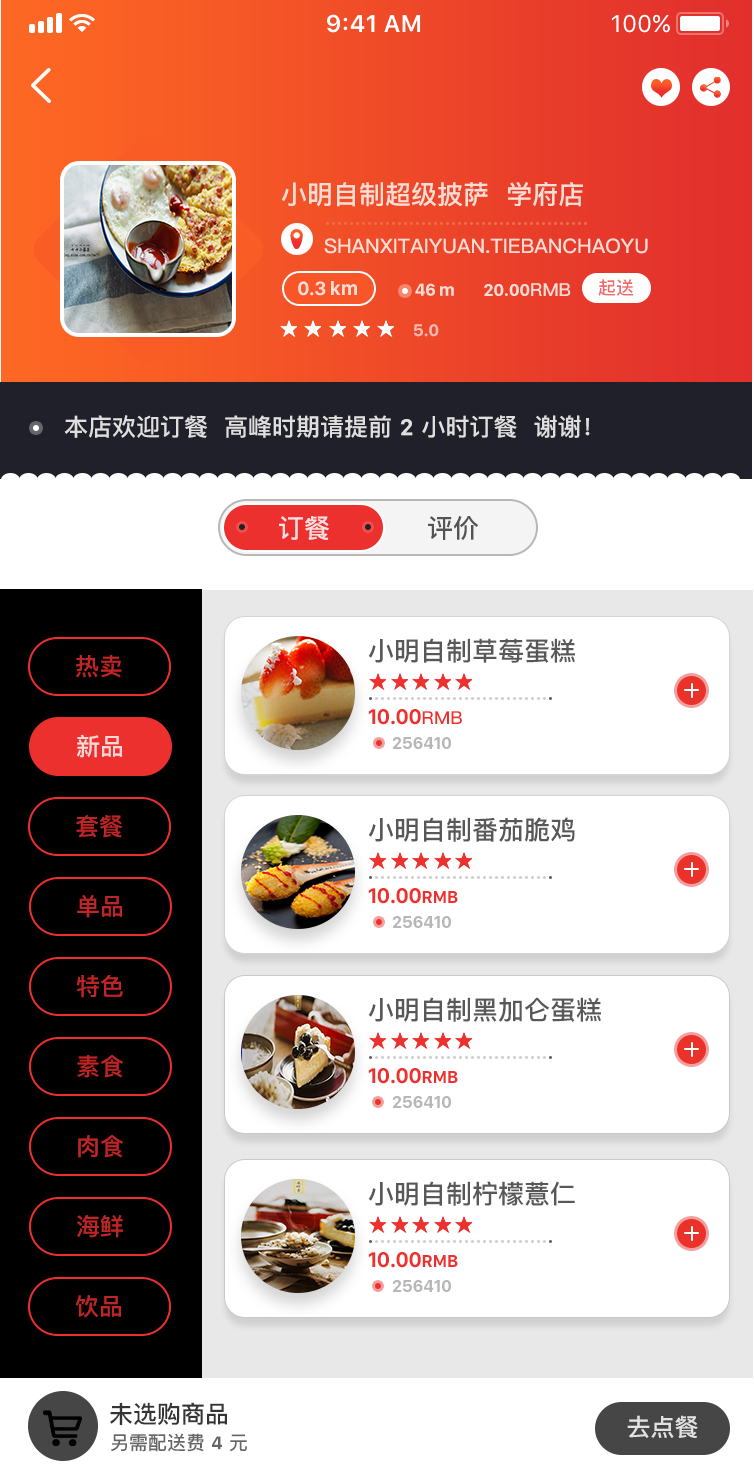 9:41 AM
100%
小明自制超级披萨 学府店
SHANXITAIYUAN.TIEBANCHAOYU
0.3 km
46 m
20.00RMB
起送
5.0
本店欢迎订餐 高峰时期请提前 2 小时订餐 谢谢!
订餐
评价
热卖
新品
套餐
单品
特色
素食
肉食
海鲜
饮品
小明自制草莓蛋糕
10.00RMB
256410
小明自制番茄脆鸡
10.00RMB
256410
小明自制黑加仑蛋糕
10.00RMB
256410
小明自制柠檬薏仁
10.00RMB
256410
未选购商品
另需配送费 4 元
去点餐